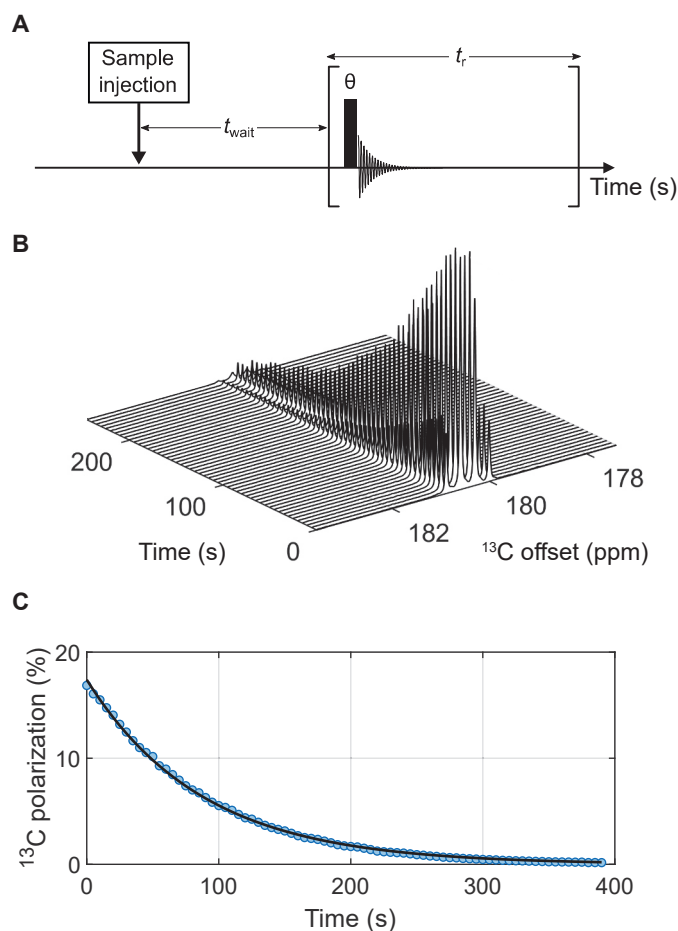 A
Sample
injection
t_wait
θ
t_r
Time (s)
B
200
100
0
Time (s)
182
180
178
¹³C offset (ppm)
C
20
10
0
¹³C polarization (%)
0
100
200
300
400
Time (s)